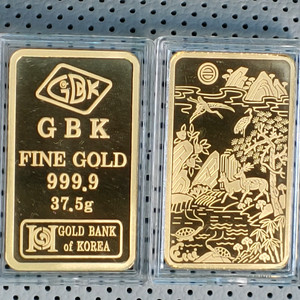 GBK
GBK
FINE GOLD
999.9
37.5g
GOLD BANK
of KOREA